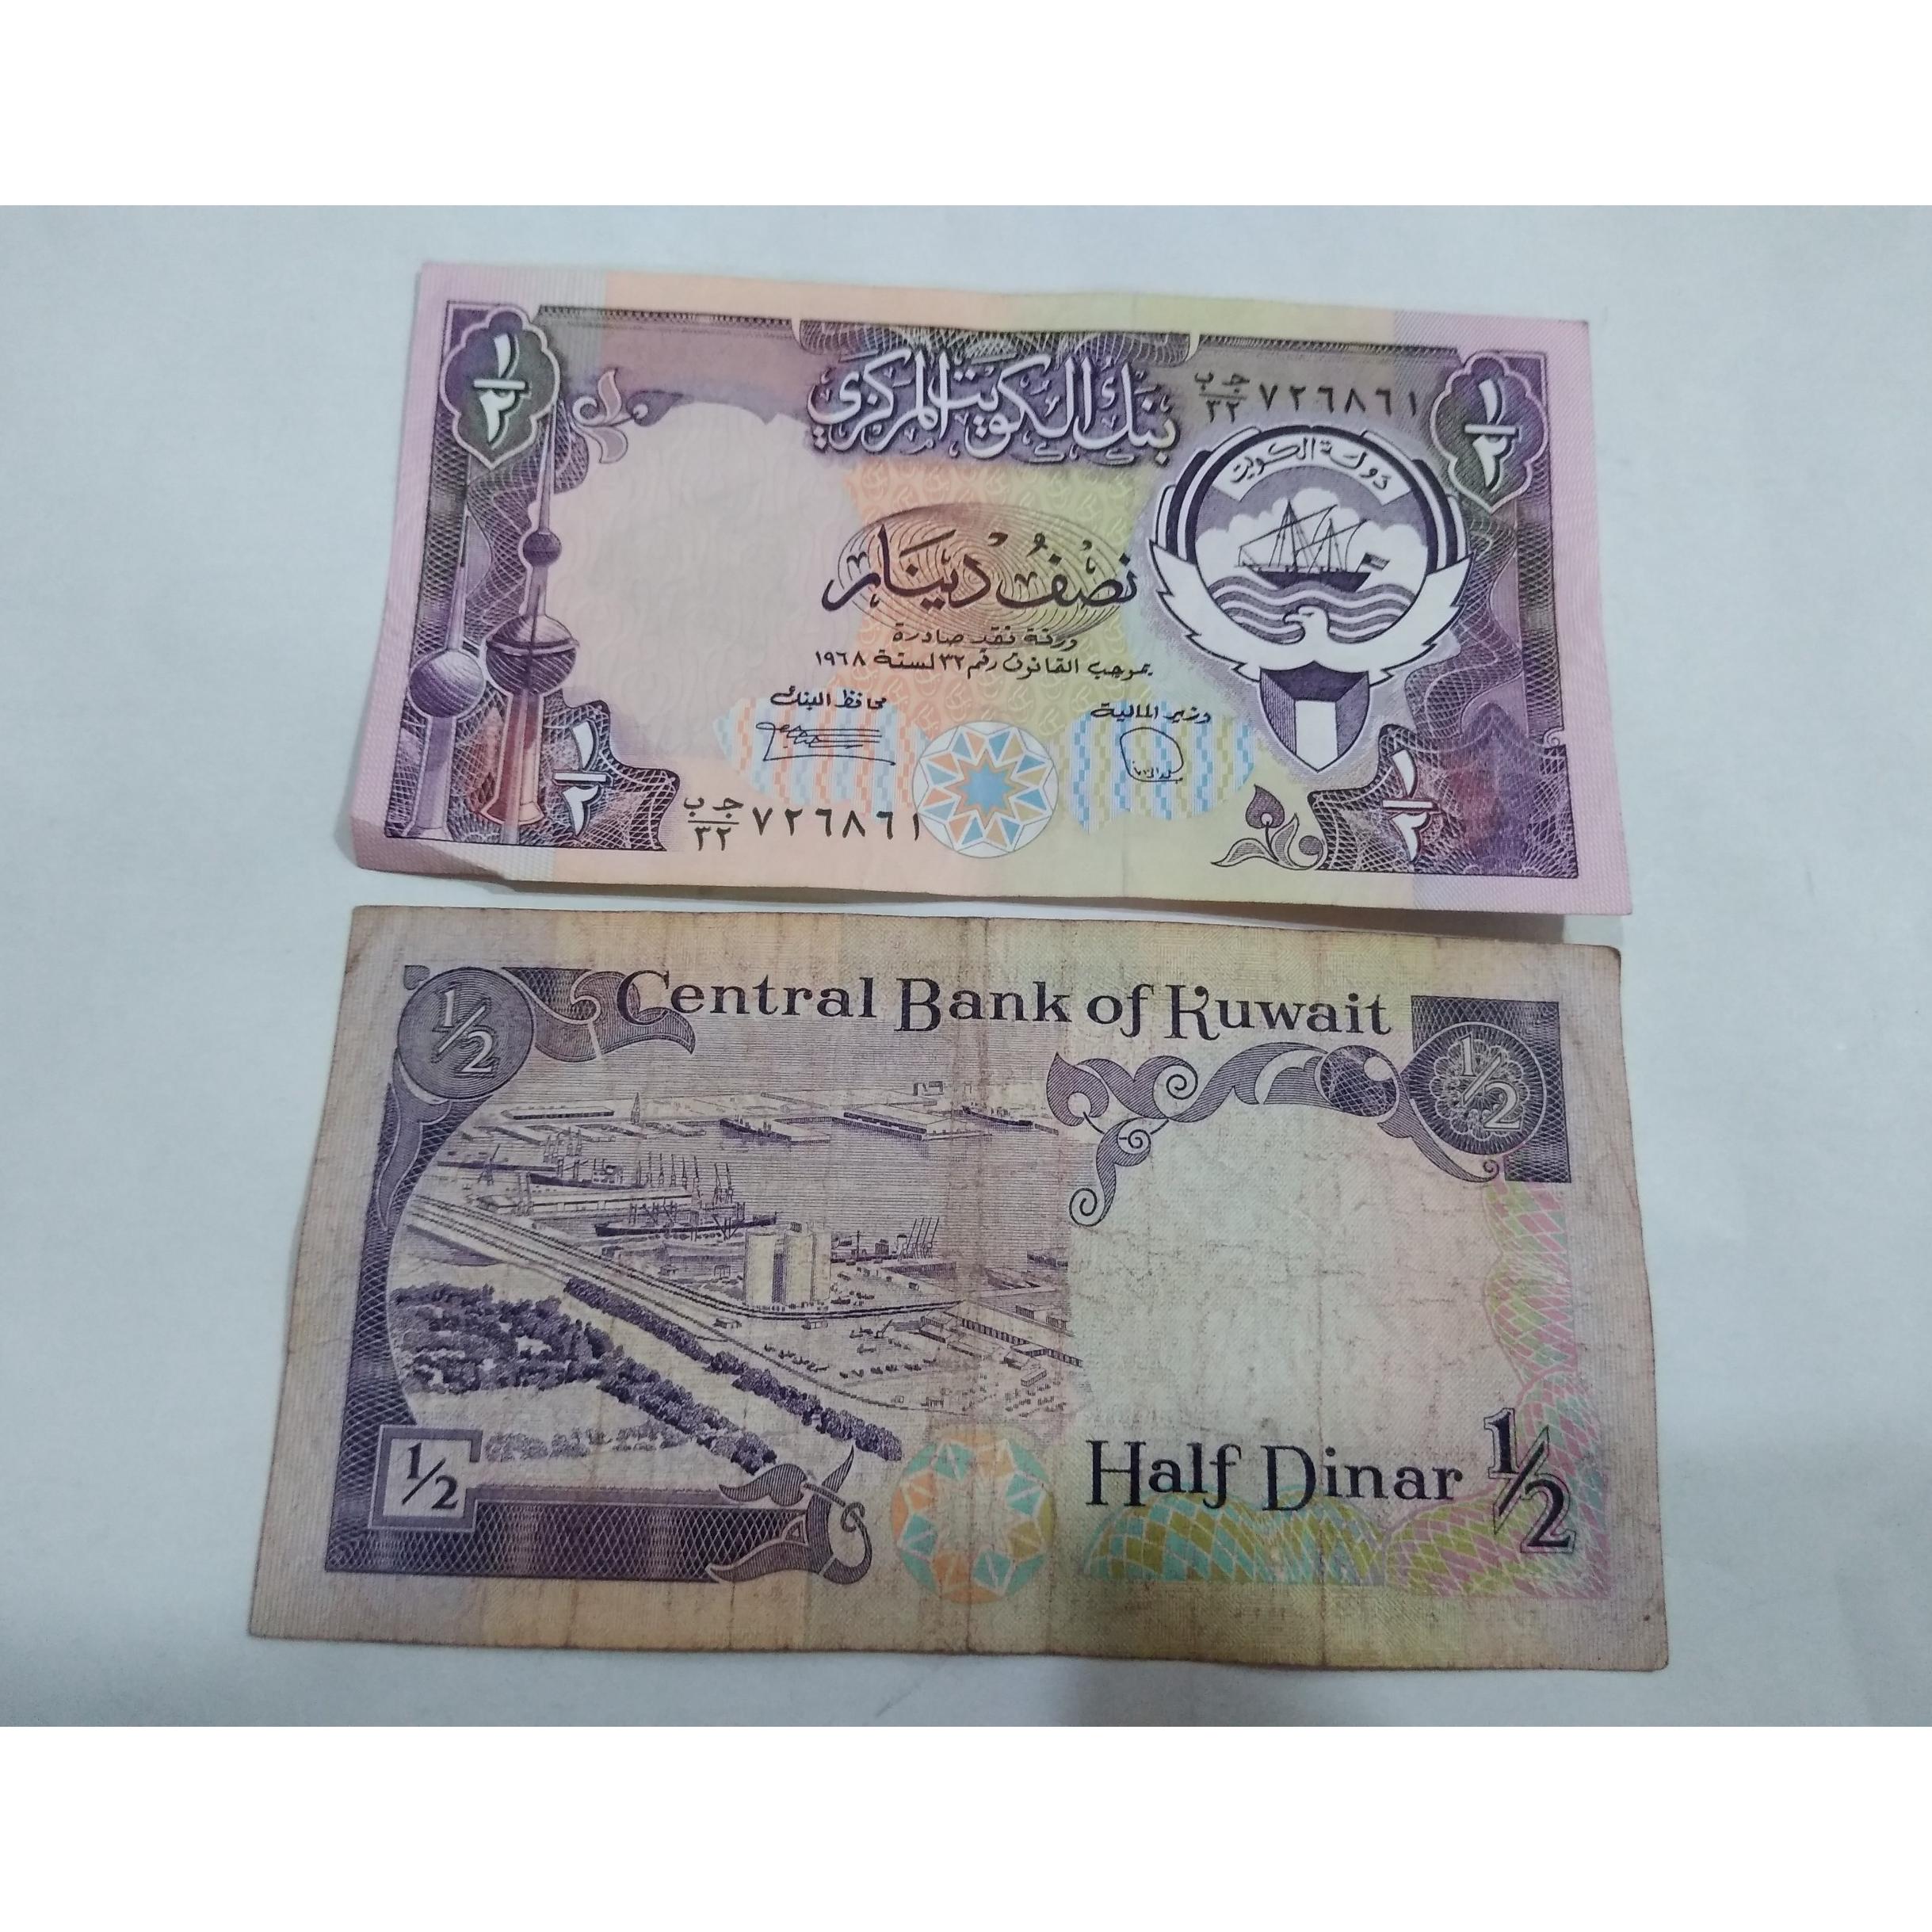 ١/٢
بنك الكويت المركزي
ج ب/٣٢ ٧٢٦٨٦١
١/٢
دولة الكويت
نصف دينار
ورقة نقد صادرة
بموجب القانون رقم ٣٢ لسنة ١٩٦٨
محافظ البنك
وزير المالية
١/٢
ج ب/٣٢ ٧٢٦٨٦١
١/٢
1/2
Central Bank of Kuwait
1/2
1/2
Half Dinar 1/2